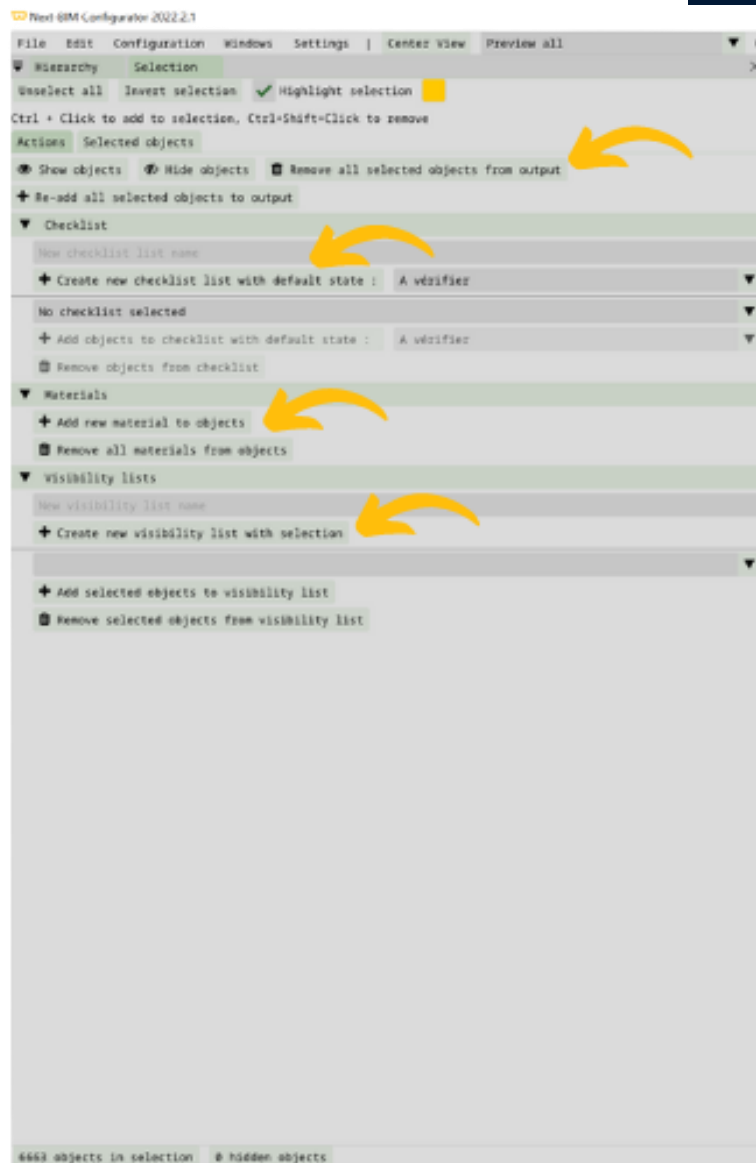 Next-BIM Configurator 2022.2.1
File Edit Configuration Windows Settings | Center View Preview all
Hierarchy Selection
Unselect all Invert selection Highlight selection
Ctrl + Click to add to selection, Ctrl+Shift+Click to remove
Actions Selected objects
Show objects Hide objects Remove all selected objects from output
+ Re-add all selected objects to output
Checklist
New checklist list name
+ Create new checklist list with default state : A vérifier
No checklist selected
+ Add objects to checklist with default state : A vérifier
Remove objects from checklist
Materials
+ Add new material to objects
Remove all materials from objects
Visibility lists
New visibility list name
+ Create new visibility list with selection
+ Add selected objects to visibility list
Remove selected objects from visibility list
6663 objects in selection 0 hidden objects